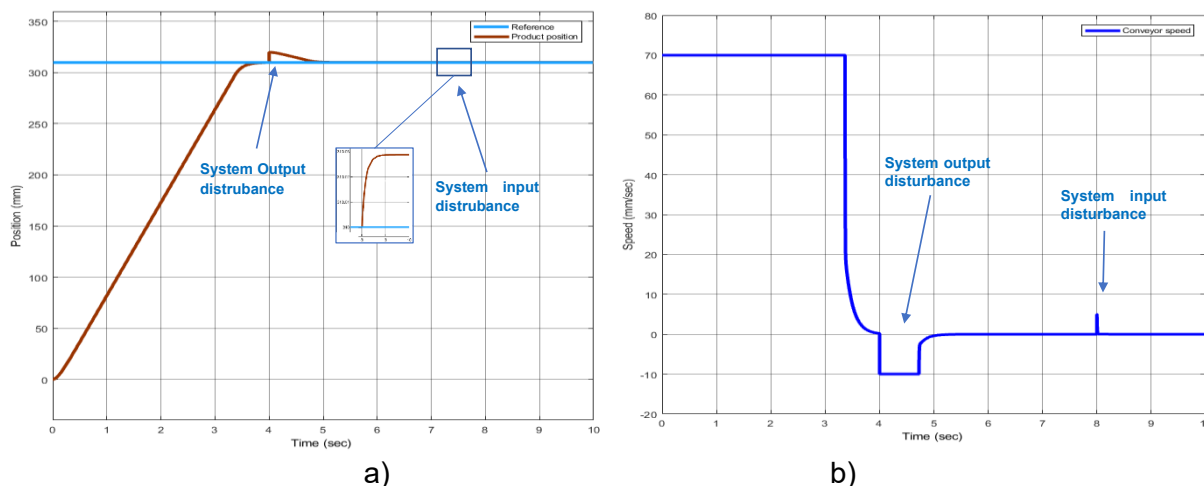 350
300
250
200
150
100
50
0
Position (mm)
0 1 2 3 4 5 6 7 8 9 10
Time (sec)
Reference
Product position
System Output
distrubance
System input
distrubance
a)
80
70
60
50
40
30
20
10
0
-10
-20
Speed (mm/sec)
0 1 2 3 4 5 6 7 8 9 10
Time (sec)
Conveyor speed
System output
disturbance
System input
disturbance
b)